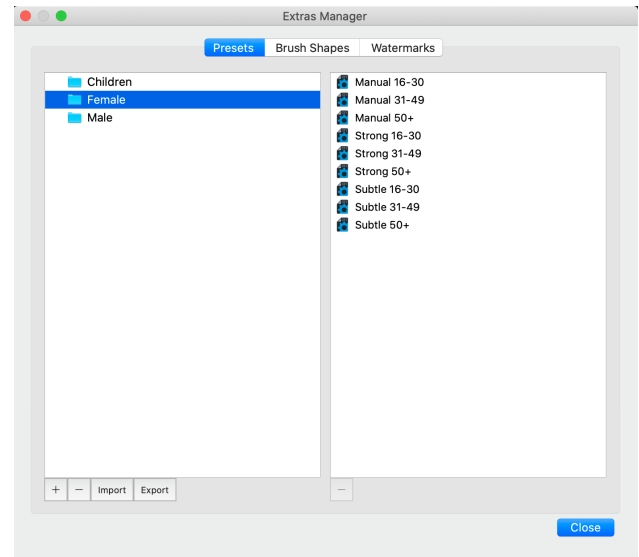 Extras Manager
Presets Brush Shapes Watermarks
Children
Female
Male
Manual 16-30
Manual 31-49
Manual 50+
Strong 16-30
Strong 31-49
Strong 50+
Subtle 16-30
Subtle 31-49
Subtle 50+
+ − Import Export
−
Close